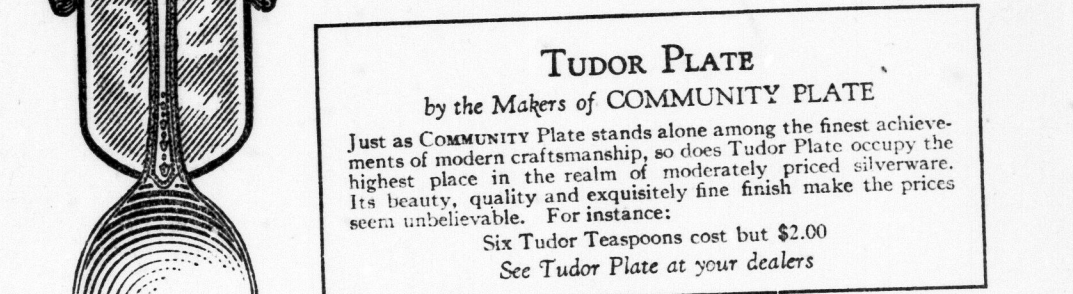 TUDOR PLATE
by the Makers of COMMUNITY PLATE
Just as COMMUNITY Plate stands alone among the finest achieve-
ments of modern craftsmanship, so does Tudor Plate occupy the
highest place in the realm of moderately priced silverware.
Its beauty, quality and exquisitely fine finish make the prices
seem unbelievable. For instance:
Six Tudor Teaspoons cost but $2.00
See Tudor Plate at your dealers